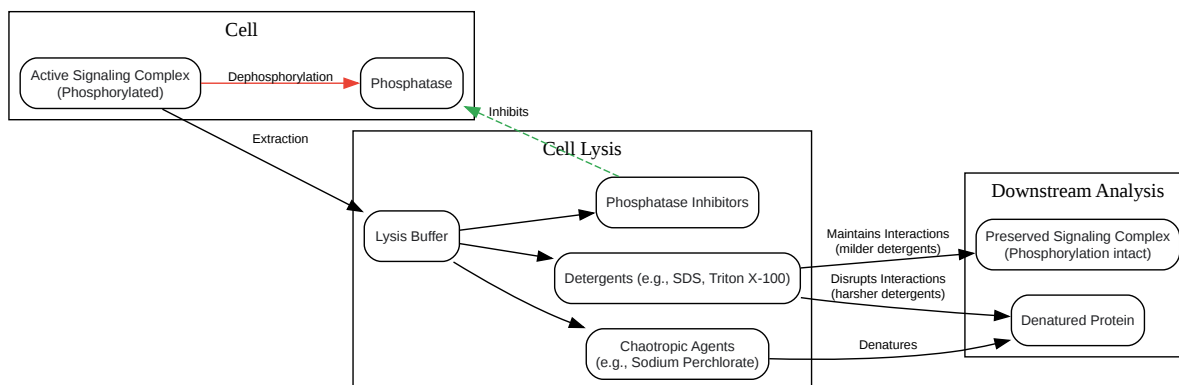 Cell
Active Signaling Complex
(Phosphorylated)
Dephosphorylation
Phosphatase
Inhibits
Extraction
Cell Lysis
Lysis Buffer
Phosphatase Inhibitors
Detergents (e.g., SDS, Triton X-100)
Chaotropic Agents
(e.g., Sodium Perchlorate)
Maintains Interactions
(milder detergents)
Disrupts Interactions
(harsher detergents)
Denatures
Downstream Analysis
Preserved Signaling Complex
(Phosphorylation intact)
Denatured Protein